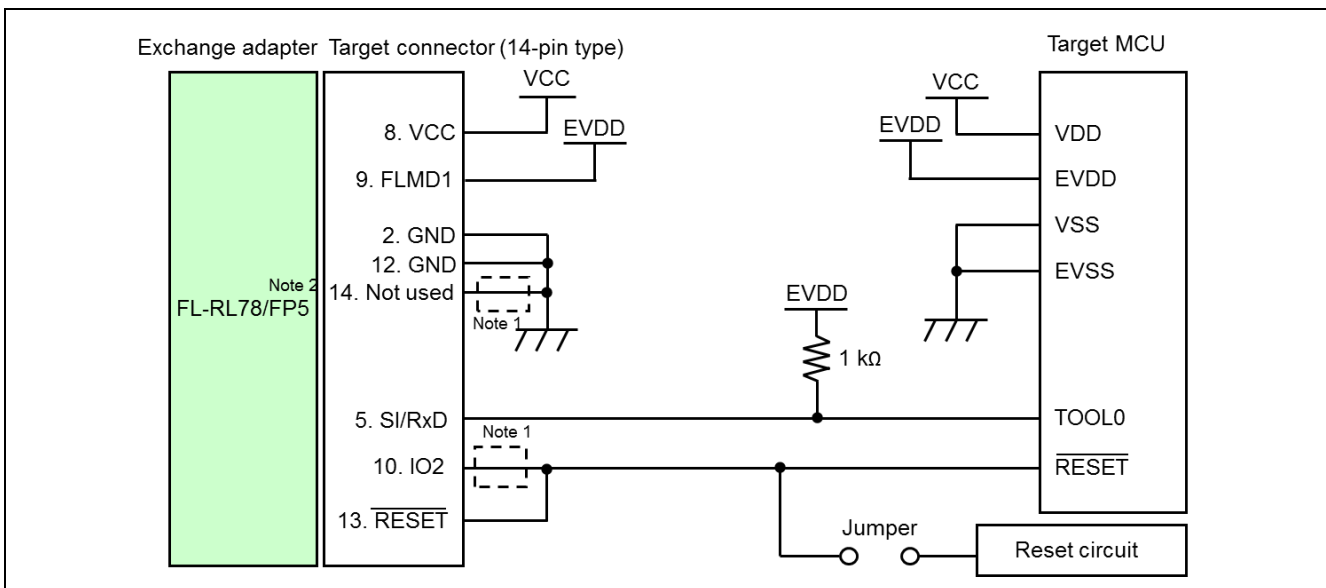 Exchange adapter
Target connector (14-pin type)
Target MCU
VCC
8. VCC
EVDD
9. FLMD1
2. GND
12. GND
14. Not used
Note 1
Note 2
FL-RL78/FP5
5. SI/RxD
Note 1
10. IO2
13. RESET
EVDD
1 kΩ
VCC
EVDD
VDD
EVDD
VSS
EVSS
TOOL0
RESET
Jumper
Reset circuit